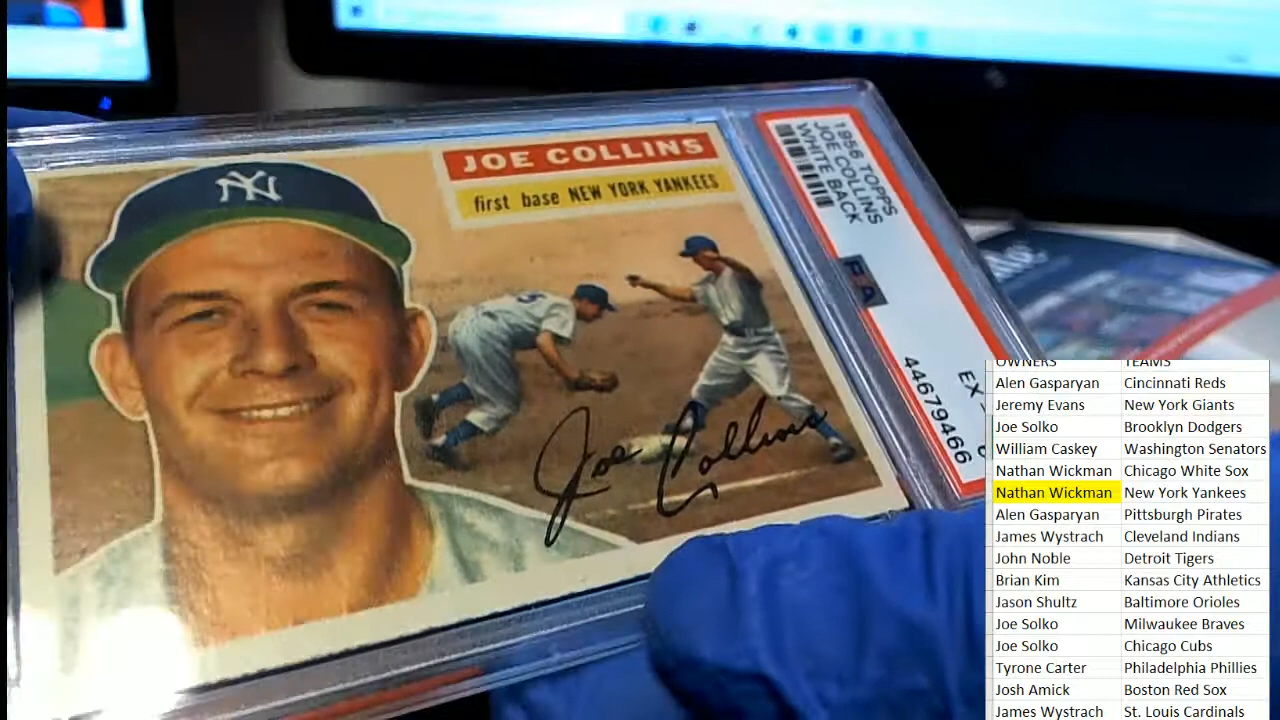 NY
JOE COLLINS
first base NEW YORK YANKEES
Joe Collins
1956 TOPPS
JOE COLLINS
WHITE BACK
PSA
EX-
44679466
OWNERS TEAMS
Alen Gasparyan Cincinnati Reds
Jeremy Evans New York Giants
Joe Solko Brooklyn Dodgers
William Caskey Washington Senators
Nathan Wickman Chicago White Sox
Nathan Wickman New York Yankees
Alen Gasparyan Pittsburgh Pirates
James Wystrach Cleveland Indians
John Noble Detroit Tigers
Brian Kim Kansas City Athletics
Jason Shultz Baltimore Orioles
Joe Solko Milwaukee Braves
Joe Solko Chicago Cubs
Tyrone Carter Philadelphia Phillies
Josh Amick Boston Red Sox
James Wystrach St. Louis Cardinals